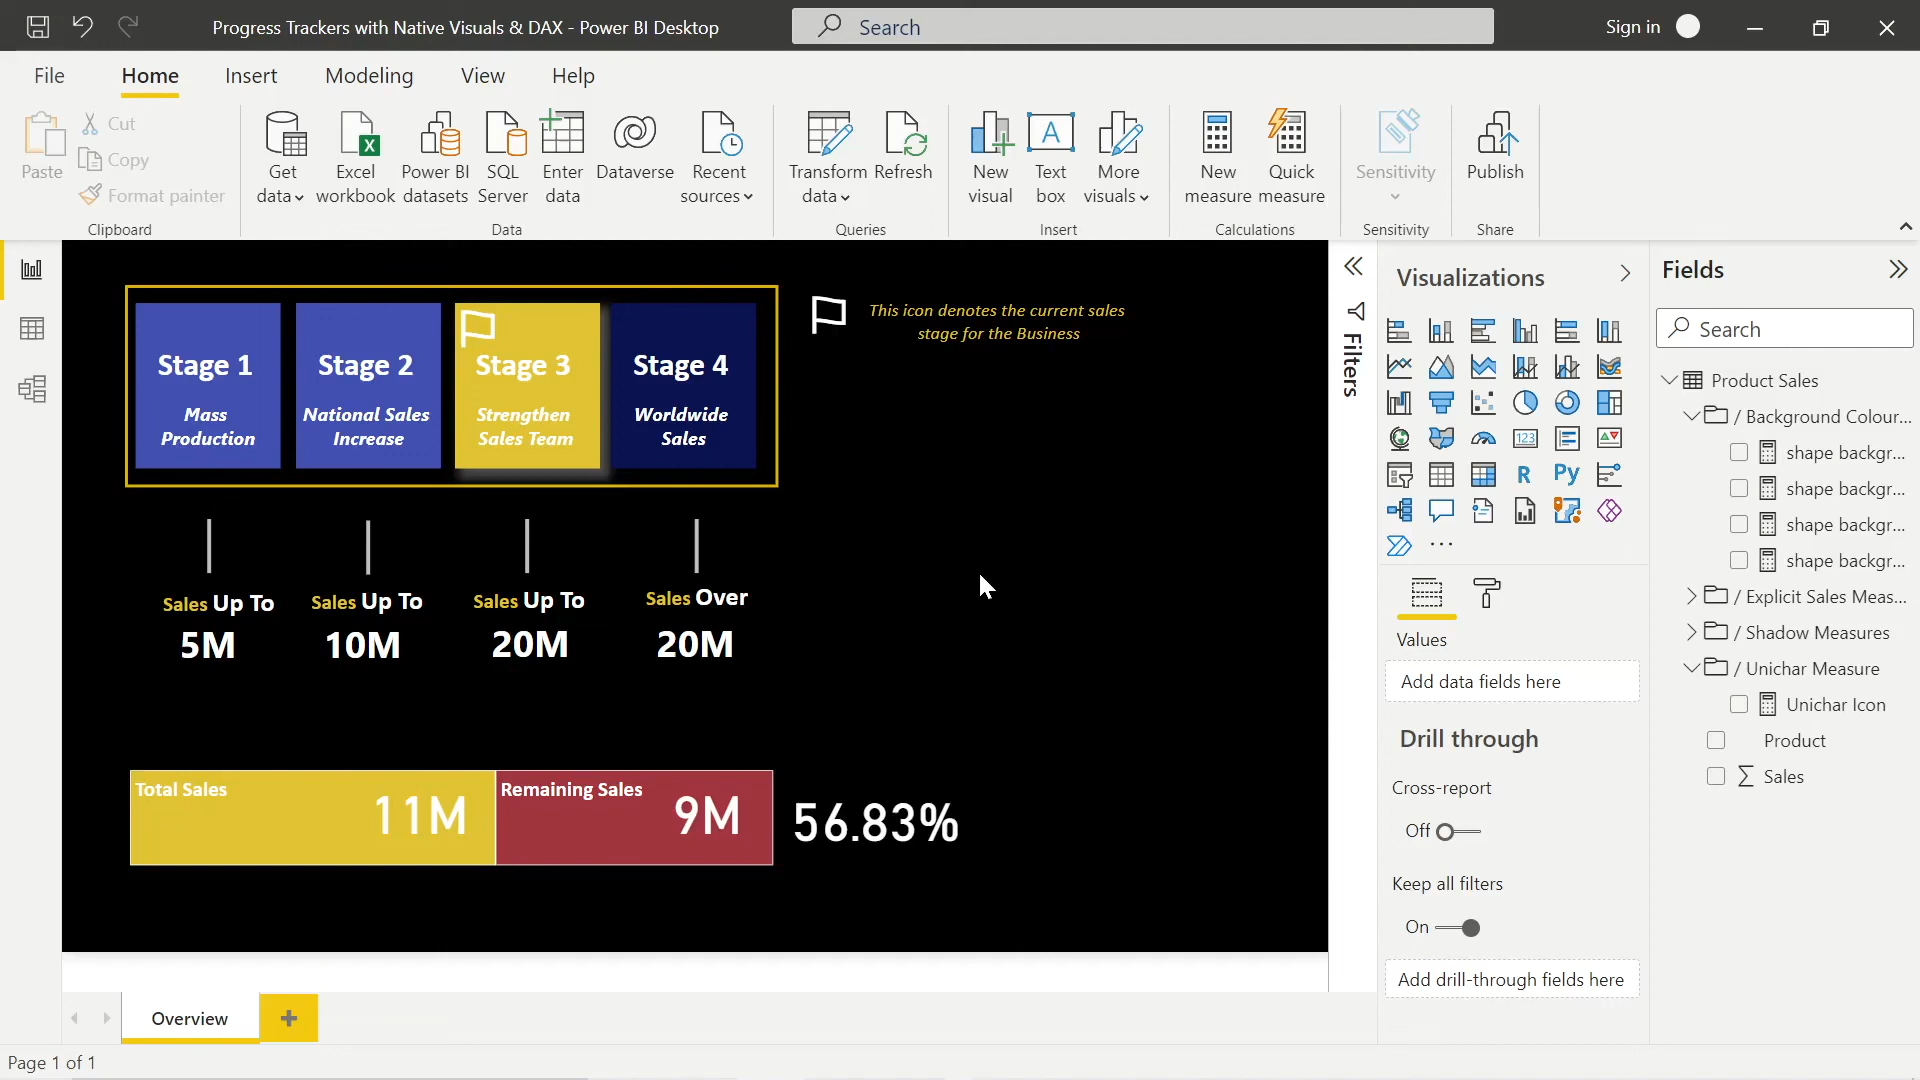 Progress Trackers with Native Visuals & DAX - Power BI Desktop
Search
Sign in
File
Home
Insert
Modeling
View
Help
Paste
Cut
Copy
Format painter
Clipboard
Get data
Excel workbook
Power BI datasets
SQL Server
Enter data
Dataverse
Recent sources
Data
Transform data
Refresh
Queries
New visual
Text box
More visuals
Insert
New measure
Quick measure
Calculations
Sensitivity
Sensitivity
Publish
Share
Stage 1
Mass
Production
Stage 2
National Sales
Increase
Stage 3
Strengthen
Sales Team
Stage 4
Worldwide
Sales
This icon denotes the current sales
stage for the Business
Sales Up To
5M
Sales Up To
10M
Sales Up To
20M
Sales Over
20M
Total Sales
11M
Remaining Sales
9M
56.83%
Filters
Visualizations
123
R
Py
Values
Add data fields here
Drill through
Cross-report
Off
Keep all filters
On
Add drill-through fields here
Fields
Search
Product Sales
/ Background Colour...
shape backgr...
shape backgr...
shape backgr...
shape backgr...
/ Explicit Sales Meas...
/ Shadow Measures
/ Unichar Measure
Unichar Icon
Product
Sales
Overview
Page 1 of 1